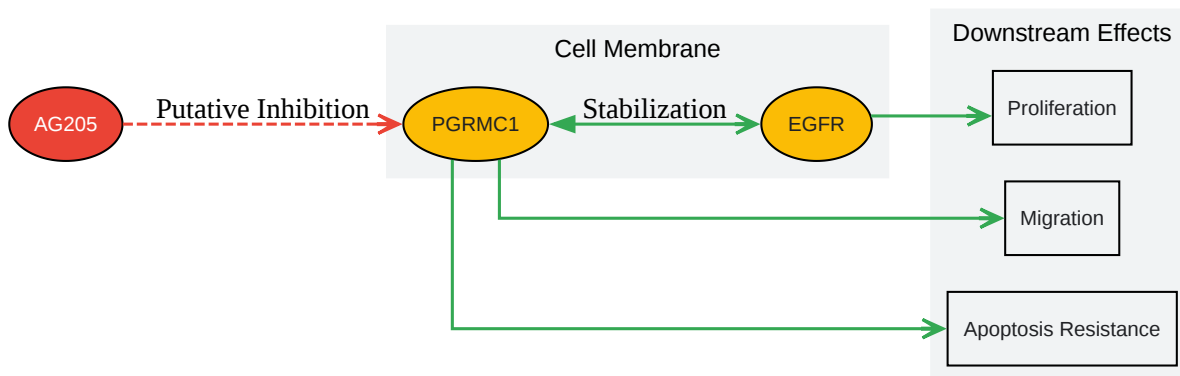 Downstream Effects
Cell Membrane
AG205
Putative Inhibition
PGRMC1
Stabilization
EGFR
Proliferation
Migration
Apoptosis Resistance